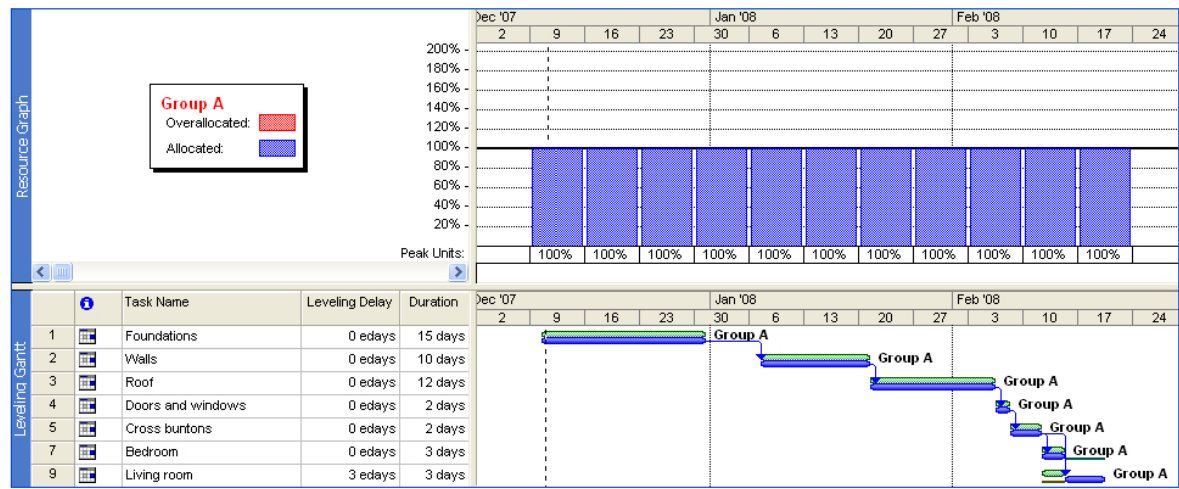 Dec '07 Jan '08 Feb '08
2 9 16 23 30 6 13 20 27 3 10 17 24
Resource Graph
Group A
Overallocated:
Allocated:
200%
180%
160%
140%
120%
100%
80%
60%
40%
20%
Peak Units: 100% 100% 100% 100% 100% 100% 100% 100% 100% 100% 100%
Leveling Gantt
Task Name Leveling Delay Duration Dec '07 Jan '08 Feb '08
2 9 16 23 30 6 13 20 27 3 10 17 24
1 Foundations 0 edays 15 days Group A
2 Walls 0 edays 10 days Group A
3 Roof 0 edays 12 days Group A
4 Doors and windows 0 edays 2 days Group A
5 Cross buntons 0 edays 2 days Group A
7 Bedroom 0 edays 3 days Group A
9 Living room 3 edays 3 days Group A